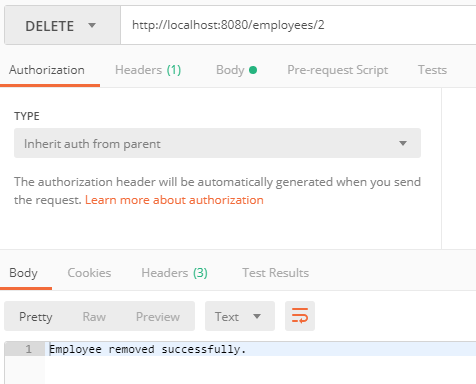 DELETE http://localhost:8080/employees/2
Authorization Headers (1) Body Pre-request Script Tests
TYPE
Inherit auth from parent
The authorization header will be automatically generated when you send
the request. Learn more about authorization
Body Cookies Headers (3) Test Results
Pretty Raw Preview Text
1 Employee removed successfully.